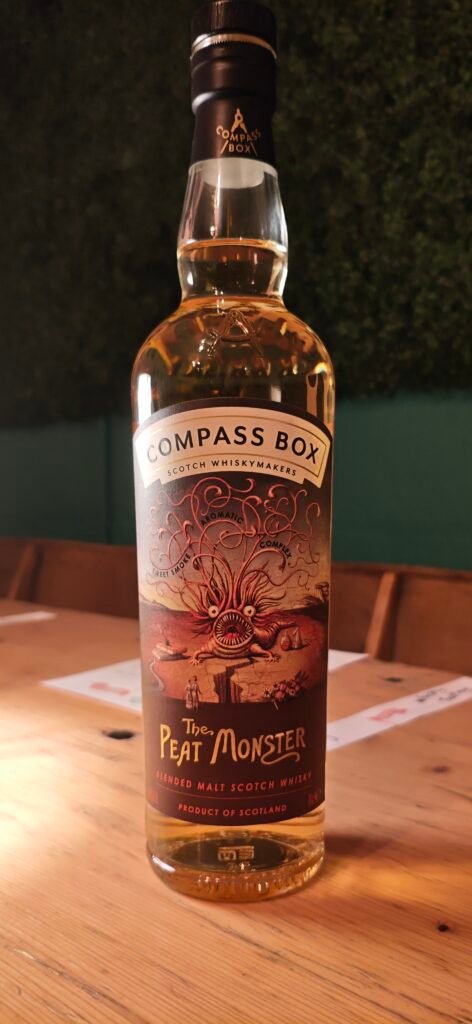 COMPASS
BOX
COMPASS BOX
SCOTCH WHISKYMAKERS
SWEET SMOKE AROMATIC COMPLEX
The
PEAT MONSTER
BLENDED MALT SCOTCH WHISKY
PRODUCT OF SCOTLAND